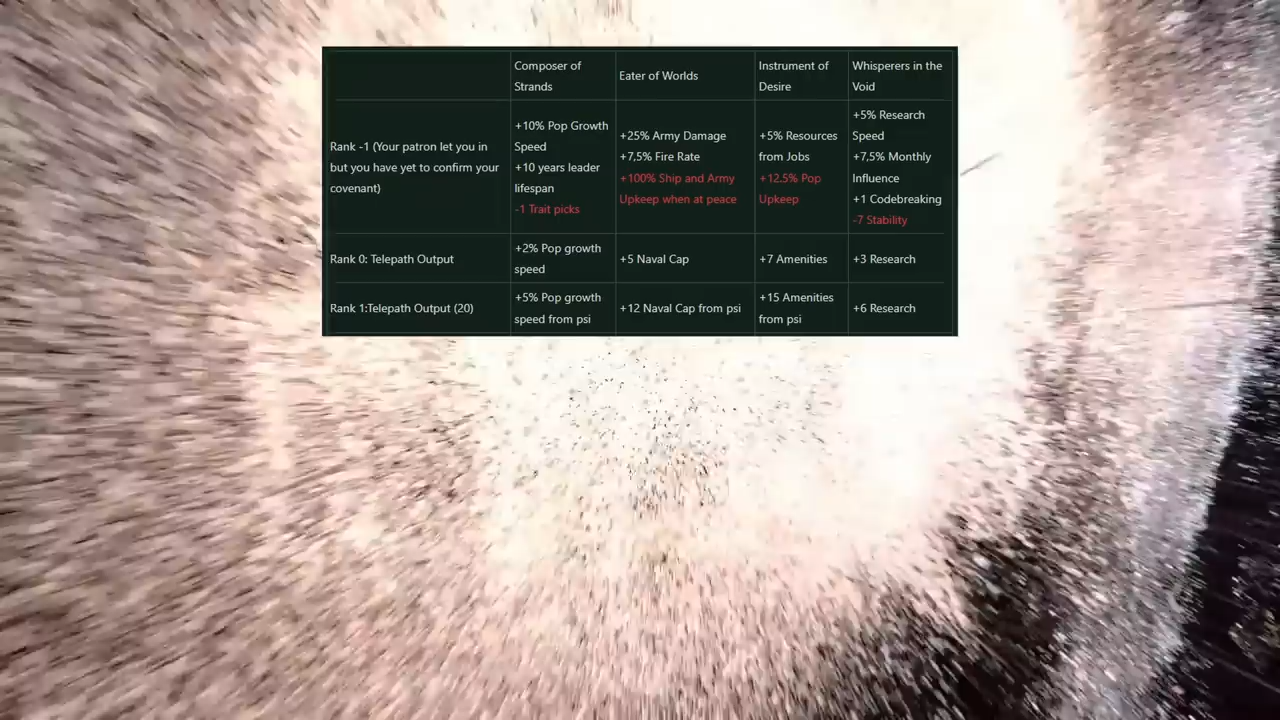 Composer of
Strands
Eater of Worlds
Instrument of
Desire
Whisperers in the
Void
Rank -1 (Your patron let you in
but you have yet to confirm your
covenant)
+10% Pop Growth
Speed
+10 years leader
lifespan
-1 Trait picks
+25% Army Damage
+7,5% Fire Rate
+100% Ship and Army
Upkeep when at peace
+5% Resources
from Jobs
+12.5% Pop
Upkeep
+5% Research
Speed
+7,5% Monthly
Influence
+1 Codebreaking
-7 Stability
Rank 0: Telepath Output
+2% Pop growth
speed
+5 Naval Cap
+7 Amenities
+3 Research
Rank 1:Telepath Output (20)
+5% Pop growth
speed from psi
+12 Naval Cap from psi
+15 Amenities
from psi
+6 Research